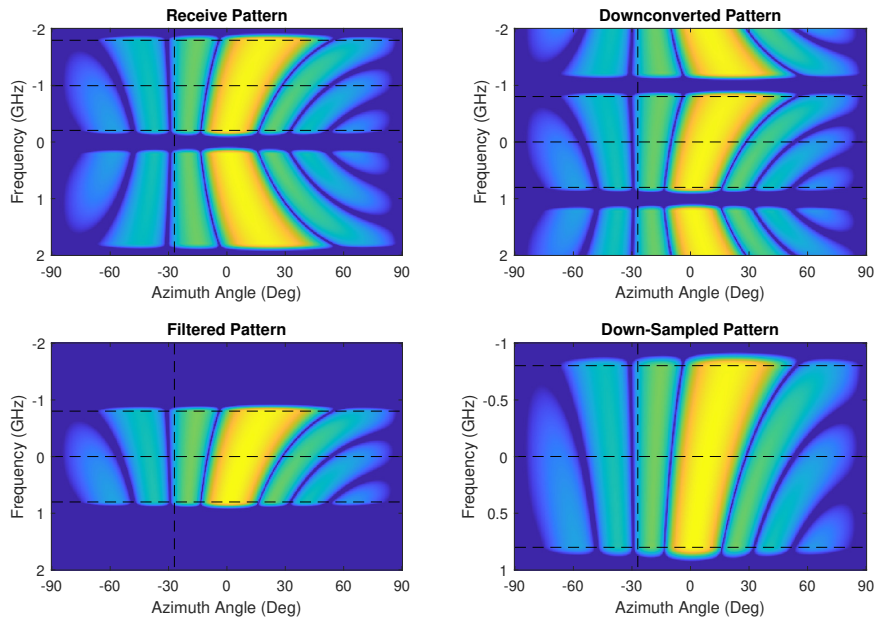 Receive Pattern
-2
-1
0
1
2
Frequency (GHz)
-90 -60 -30 0 30 60 90
Azimuth Angle (Deg)
Downconverted Pattern
-2
-1
0
1
2
Frequency (GHz)
-90 -60 -30 0 30 60 90
Azimuth Angle (Deg)
Filtered Pattern
-2
-1
0
1
2
Frequency (GHz)
-90 -60 -30 0 30 60 90
Azimuth Angle (Deg)
Down-Sampled Pattern
-1
-0.5
0
0.5
1
Frequency (GHz)
-90 -60 -30 0 30 60 90
Azimuth Angle (Deg)